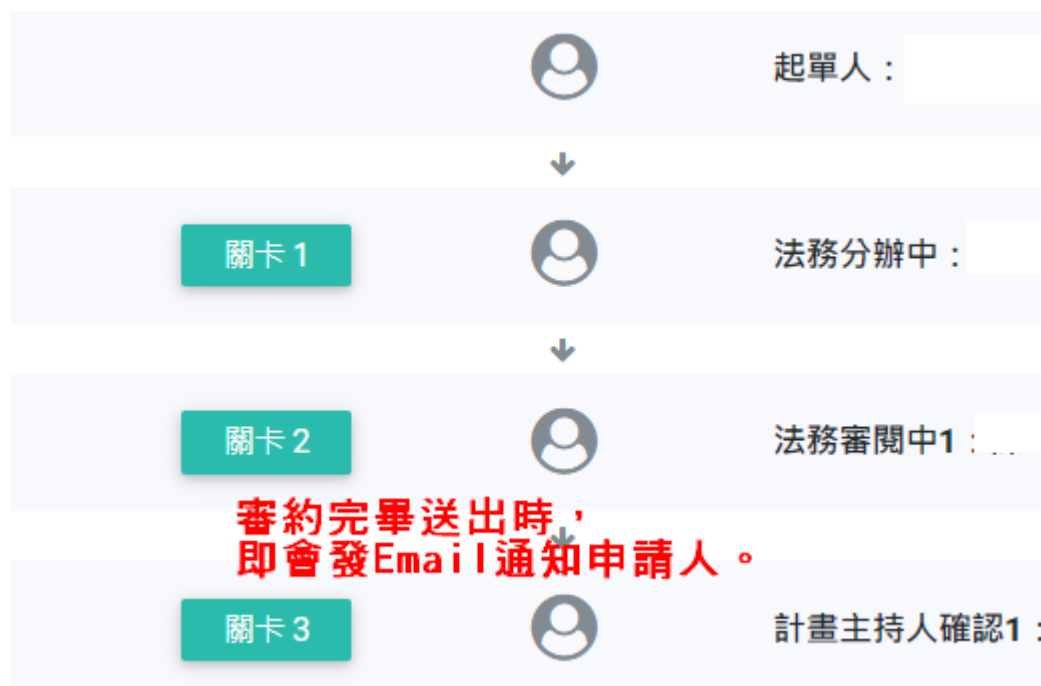 起單人：
關卡 1
法務分辦中：
關卡 2
法務審閱中1：
審約完畢送出時，
即會發Email通知申請人。
關卡 3
計畫主持人確認1：